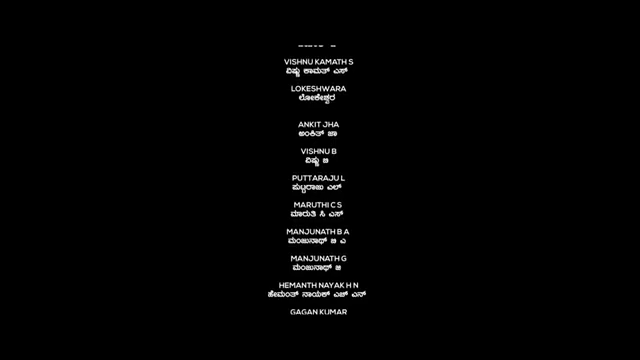 VISHNU KAMATH S
ವಿಷ್ಣು ಕಾಮತ್ ಎಸ್
LOKESHWARA
ಲೋಕೇಶ್ವರ
ANKIT JHA
ಅಂಕಿತ್ ಜಾ
VISHNU B
ವಿಷ್ಣು ಬಿ
PUTTARAJU L
ಪುಟ್ಟರಾಜು ಎಲ್
MARUTHI C S
ಮಾರುತಿ ಸಿ ಎಸ್
MANJUNATH B A
ಮಂಜುನಾಥ್ ಬಿ ಎ
MANJUNATH G
ಮಂಜುನಾಥ್ ಜಿ
HEMANTH NAYAK H N
ಹೇಮಂತ್ ನಾಯಕ್ ಎಚ್ ಎನ್
GAGAN KUMAR